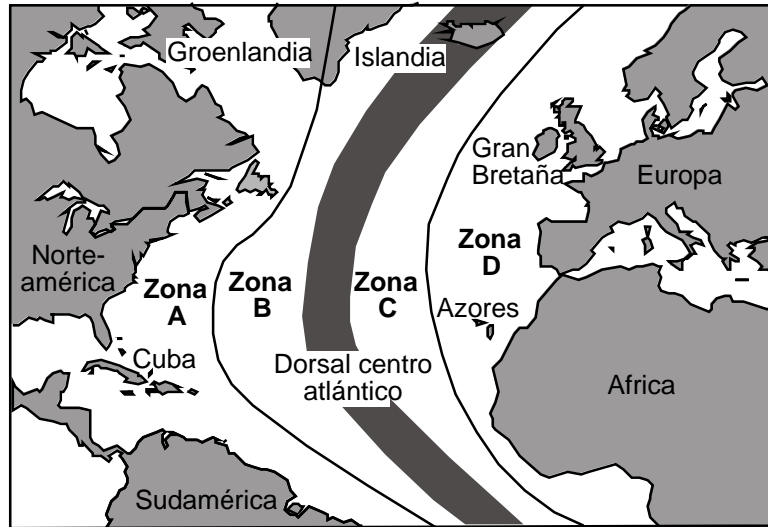 Groenlandia
Islandia
Gran
Bretaña
Europa
Norte-
américa
Zona
A
Zona
B
Zona
C
Zona
D
Azores
Cuba
Dorsal centro
atlántico
Africa
Sudamérica